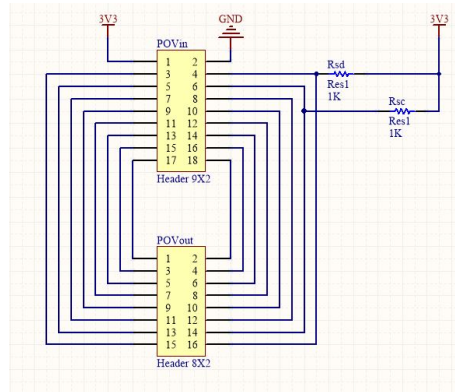 3V3
GND
3V3
POVin
1 2
3 4
5 6
7 8
9 10
11 12
13 14
15 16
17 18
Header 9X2
Rsd
Res1
1K
Rsc
Res1
1K
POVout
1 2
3 4
5 6
7 8
9 10
11 12
13 14
15 16
Header 8X2